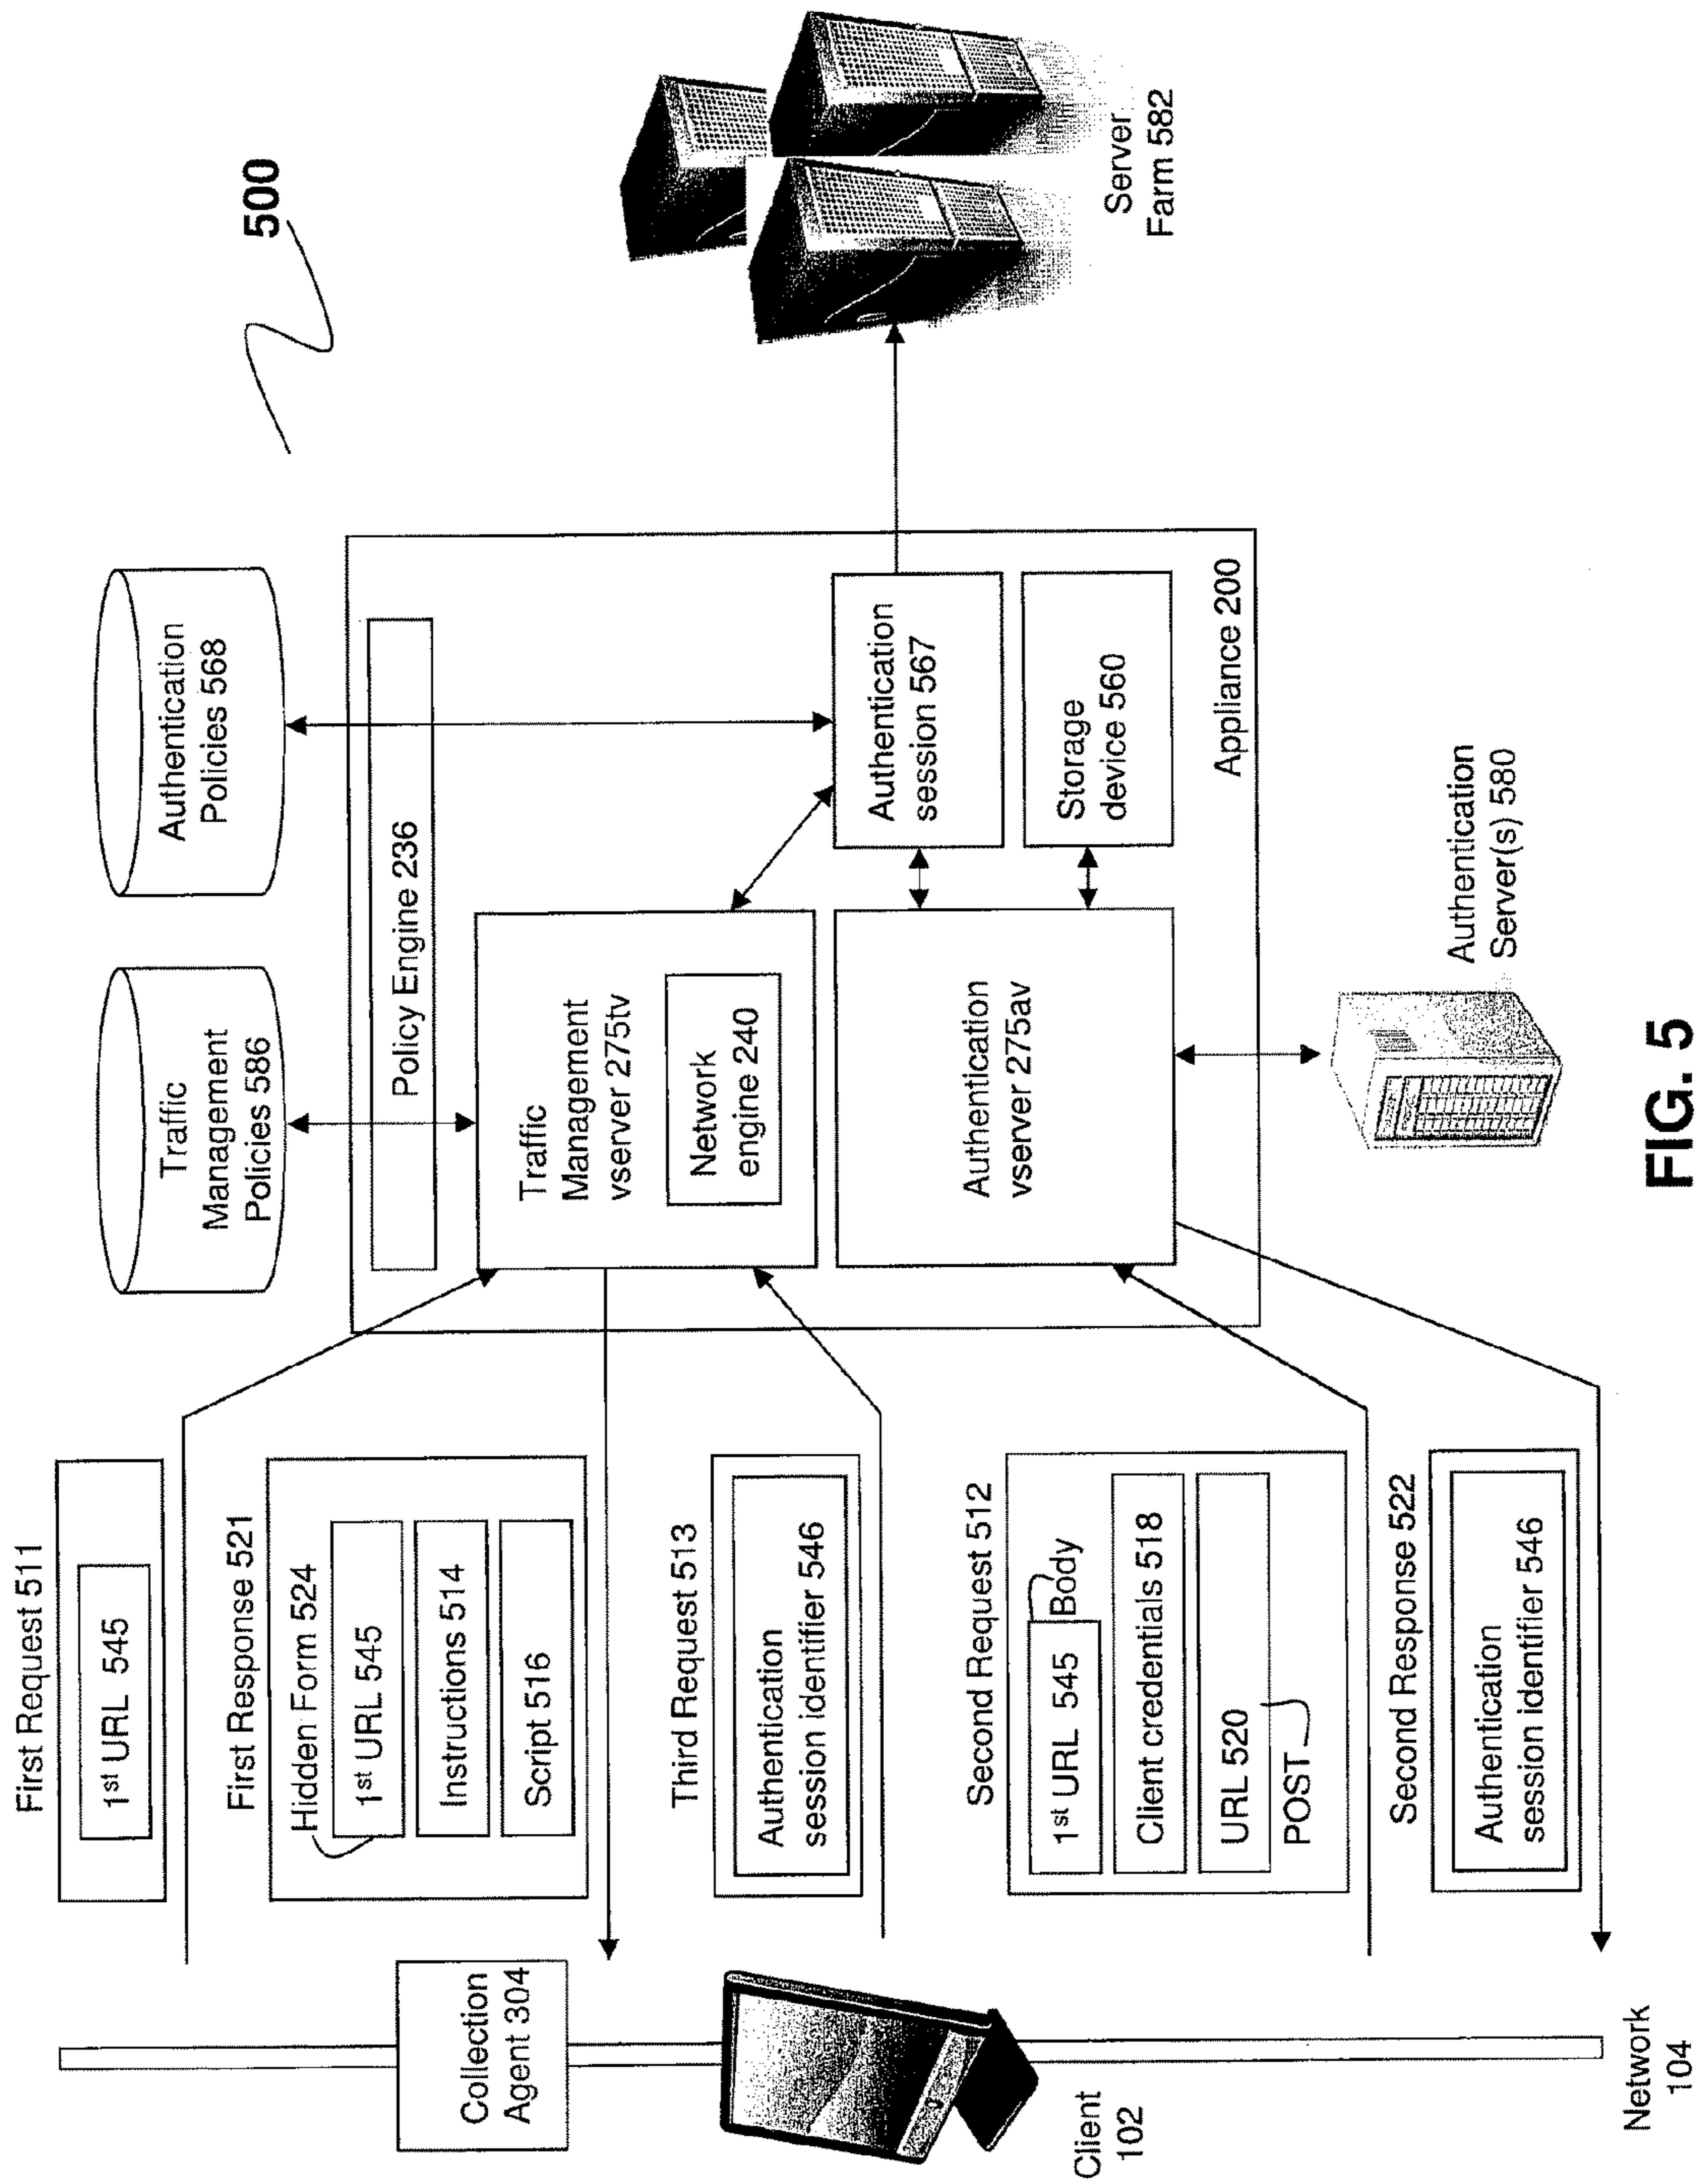 500
Traffic
Management
Policies 586
Authentication
Policies 568
First Request 511
1st URL 545
First Response 521
Hidden Form 524
1st URL 545
Instructions 514
Script 516
Third Request 513
Authentication
session identifier 546
Second Request 512
1st URL 545
Body
Client credentials 518
URL 520
POST
Second Response 522
Authentication
session identifier 546
Collection
Agent 304
Client
102
Network
104
Policy Engine 236
Traffic
Management
vserver 275tv
Network
engine 240
Authentication
vserver 275av
Authentication
session 567
Storage
device 560
Appliance 200
Server
Farm 582
Authentication
Server(s) 580
FIG. 5